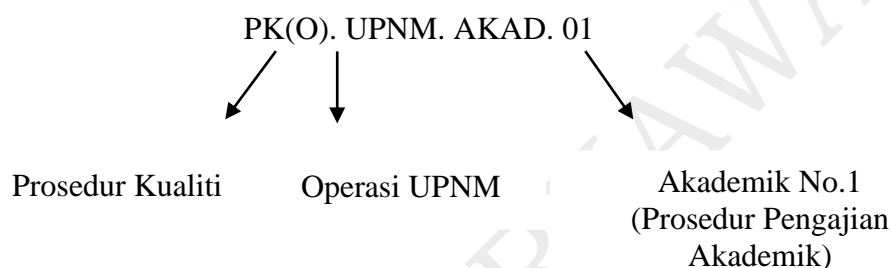 PK(O). UPNM. AKAD. 01
Prosedur Kualiti
Operasi UPNM
Akademik No.1
(Prosedur Pengajian
Akademik)